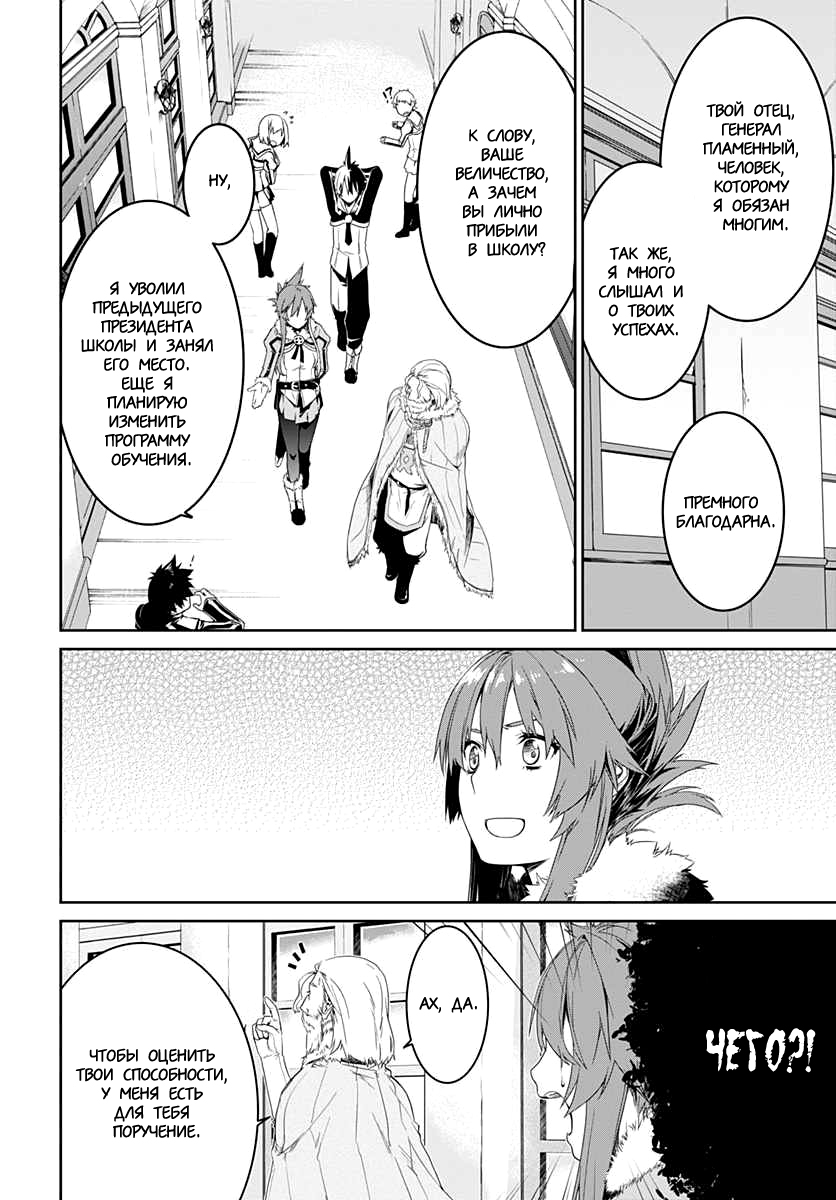 ТВОЙ ОТЕЦ,
ГЕНЕРАЛ
ПЛАМЕННЫЙ,
ЧЕЛОВЕК,
КОТОРОМУ
Я ОБЯЗАН
МНОГИМ.
ТАК ЖЕ,
Я МНОГО
СЛЫШАЛ И
О ТВОИХ
УСПЕХАХ.
ПРЕМНОГО
БЛАГОДАРНА.
К СЛОВУ,
ВАШЕ
ВЕЛИЧЕСТВО,
А ЗАЧЕМ
ВЫ ЛИЧНО
ПРИБЫЛИ
В ШКОЛУ?
!?
НУ,
Я УВОЛИЛ
ПРЕДЫДУЩЕГО
ПРЕЗИДЕНТА
ШКОЛЫ И ЗАНЯЛ
ЕГО МЕСТО.
ЕЩЕ Я
ПЛАНИРУЮ
ИЗМЕНИТЬ
ПРОГРАММУ
ОБУЧЕНИЯ.
ЧЕГО?!
АХ, ДА.
ЧТОБЫ ОЦЕНИТЬ
ТВОИ СПОСОБНОСТИ,
У МЕНЯ ЕСТЬ
ДЛЯ ТЕБЯ
ПОРУЧЕНИЕ.